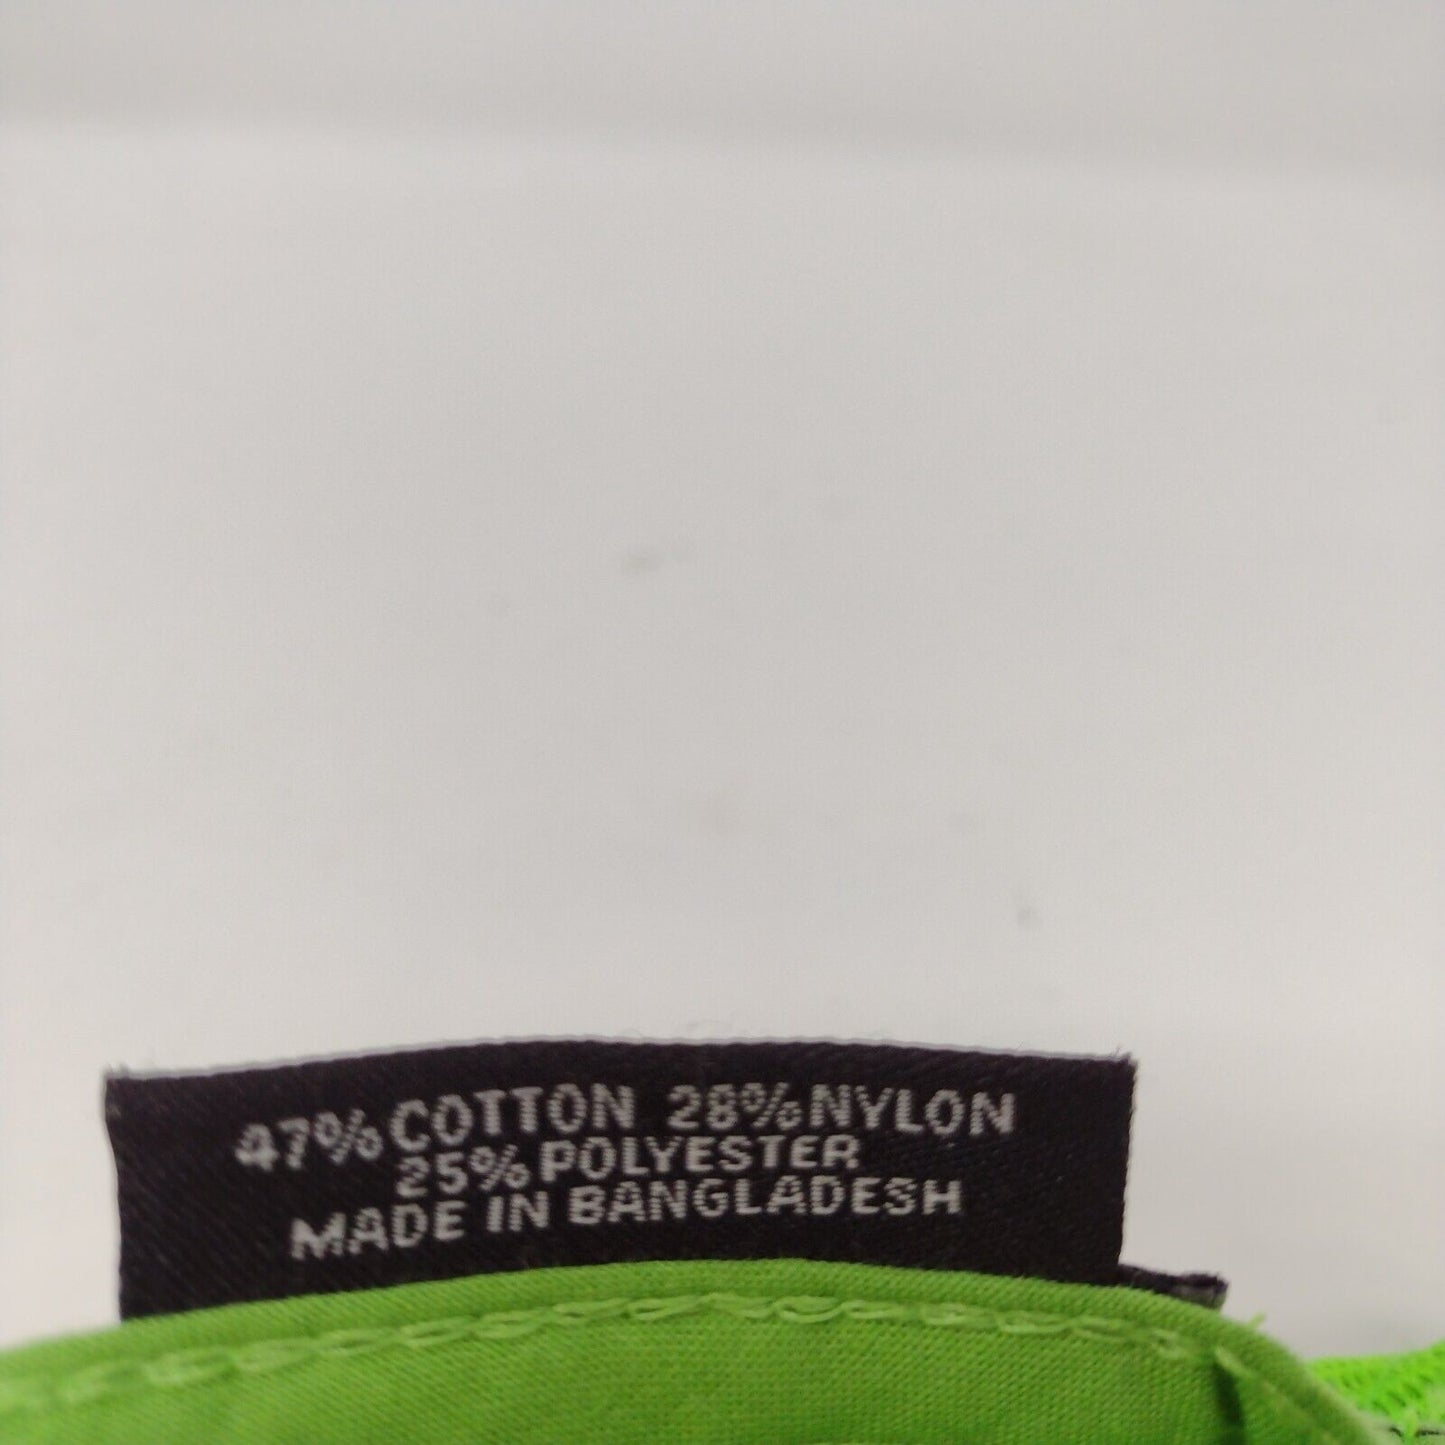 47% COTTON 28% NYLON
25% POLYESTER
MADE IN BANGLADESH